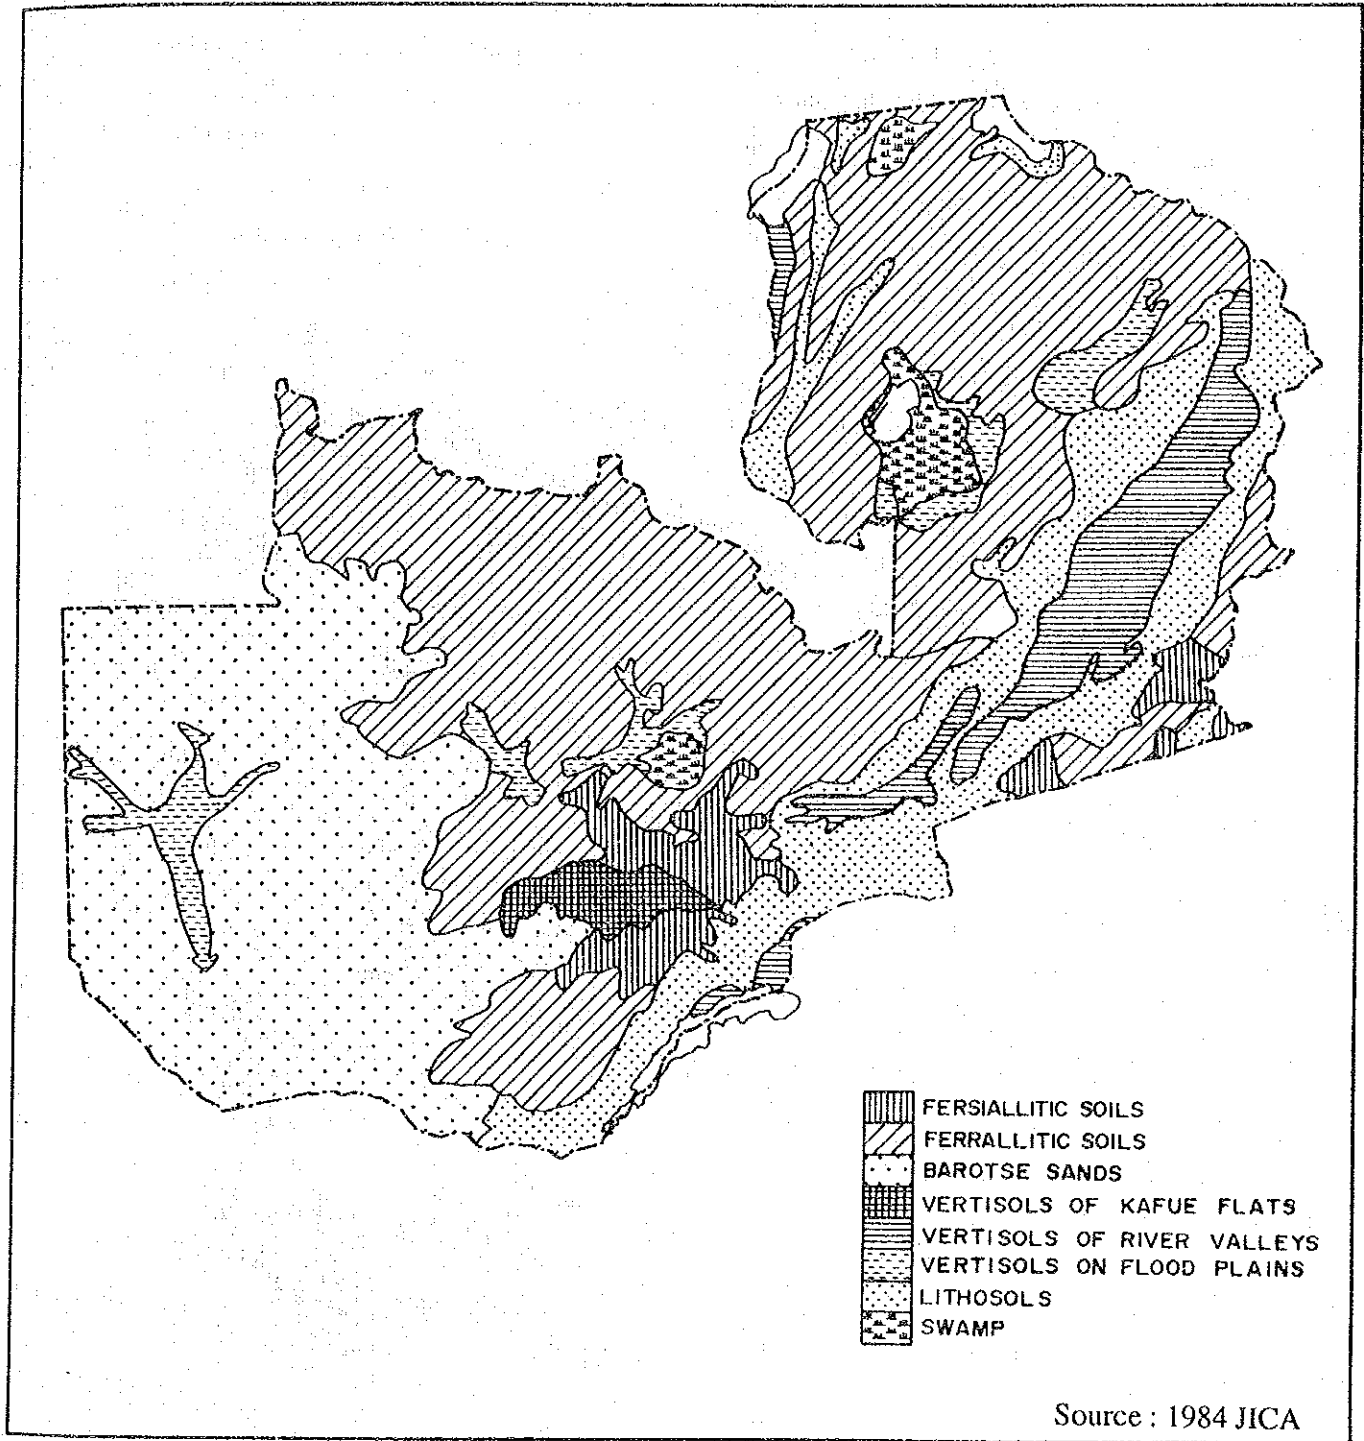 FERSIALLITIC SOILS
FERRALLITIC SOILS
BAROTSE SANDS
VERTISOLS OF KAFUE FLATS
VERTISOLS OF RIVER VALLEYS
VERTISOLS ON FLOOD PLAINS
LITHOSOLS
SWAMP
Source : 1984 JICA